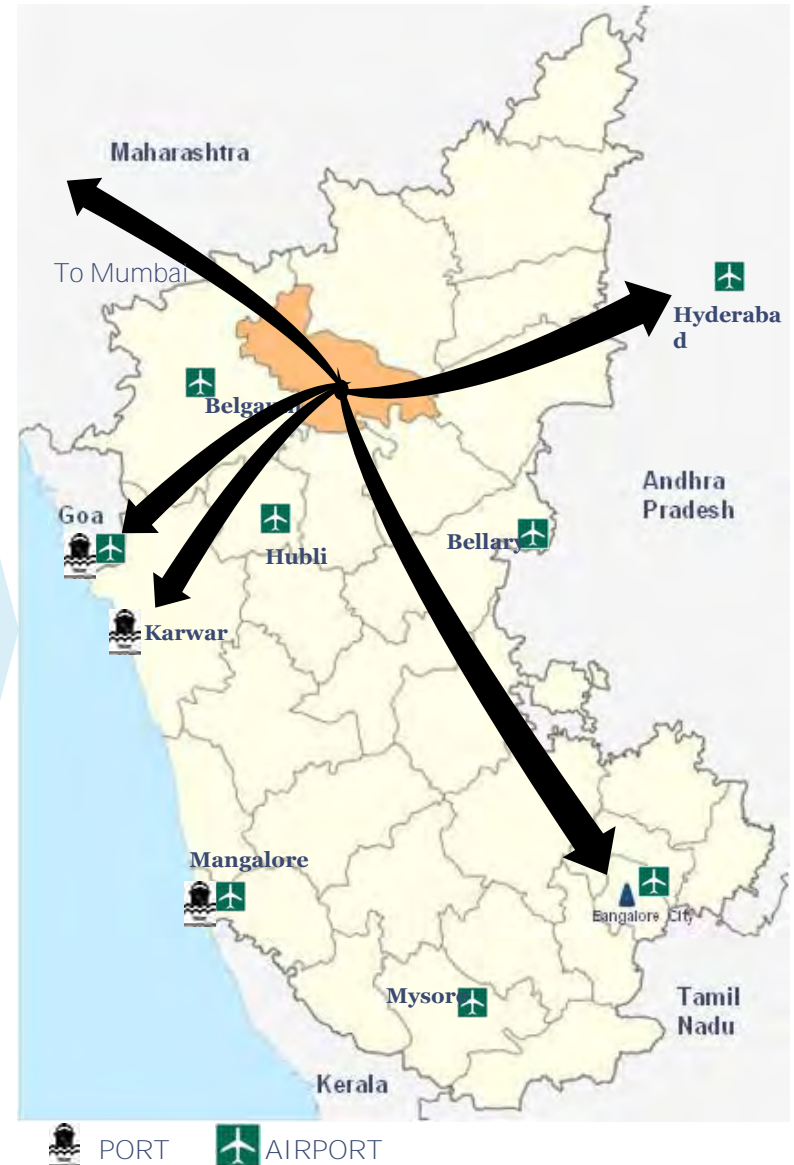 Maharashtra
To Mumbai
Hyderaba
d
Belgaum
Andhra
Pradesh
Goa
Hubli
Bellary
Karwar
Mangalore
Bangalore City
Mysore
Tamil
Nadu
Kerala
PORT
AIRPORT